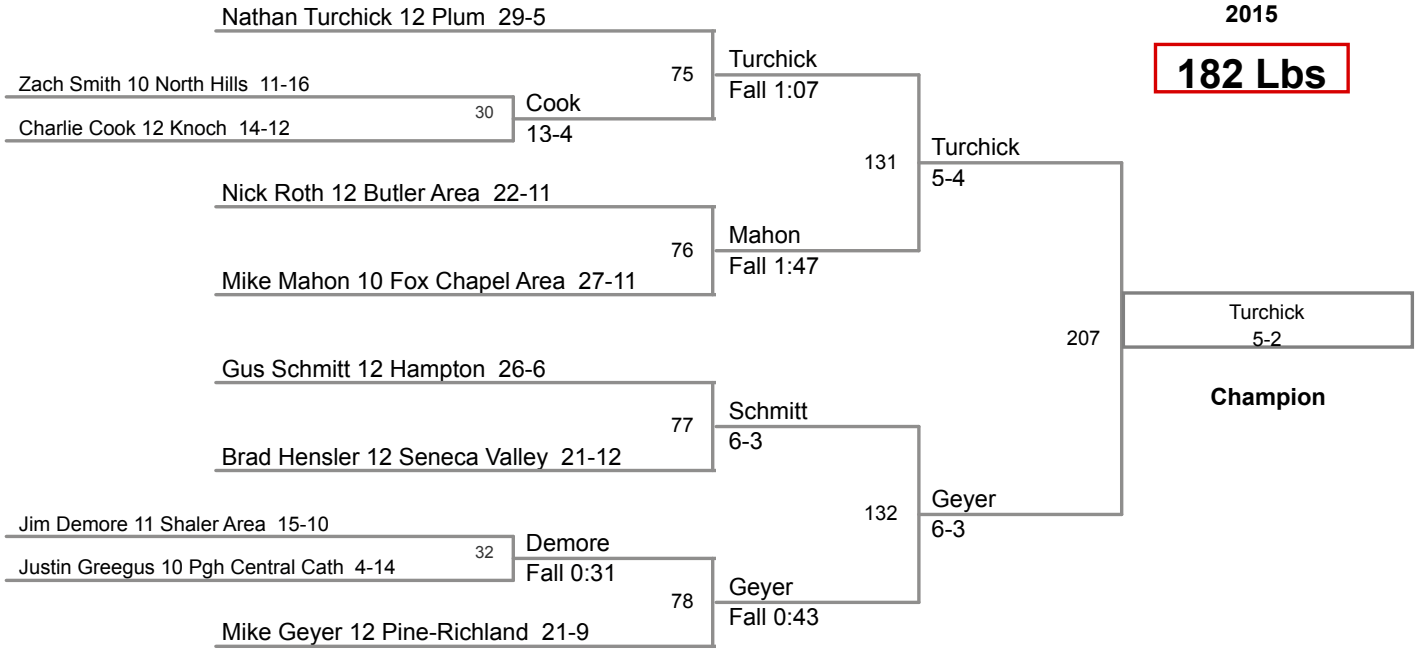 2015
182 Lbs
Nathan Turchick 12 Plum 29-5
Zach Smith 10 North Hills 11-16
Charlie Cook 12 Knoch 14-12
30
Cook
13-4
75
Turchick
Fall 1:07
Nick Roth 12 Butler Area 22-11
Mike Mahon 10 Fox Chapel Area 27-11
76
Mahon
Fall 1:47
131
Turchick
5-4
Gus Schmitt 12 Hampton 26-6
Brad Hensler 12 Seneca Valley 21-12
77
Schmitt
6-3
Jim Demore 11 Shaler Area 15-10
Justin Greegus 10 Pgh Central Cath 4-14
32
Demore
Fall 0:31
Mike Geyer 12 Pine-Richland 21-9
78
Geyer
Fall 0:43
132
Geyer
6-3
207
Turchick
5-2
Champion